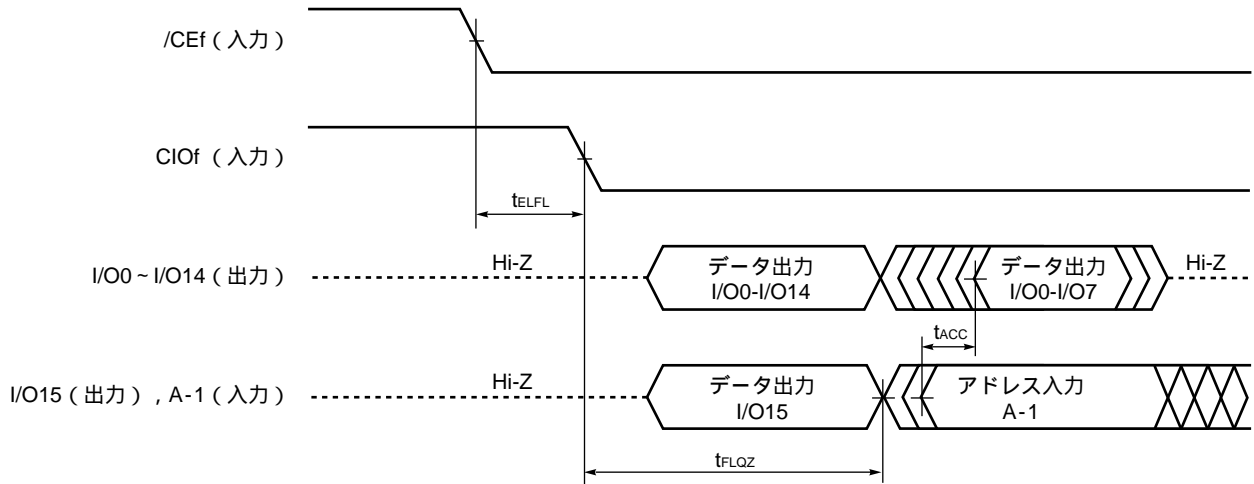 /CEf（入力）
CIOf （入力）
tELFL
I/O0 ~ I/O14（出力）
Hi-Z
データ出力
I/O0-I/O14
データ出力
I/O0-I/O7
Hi-Z
tACC
I/O15（出力）, A-1（入力）
Hi-Z
データ出力
I/O15
アドレス入力
A-1
tFLQZ